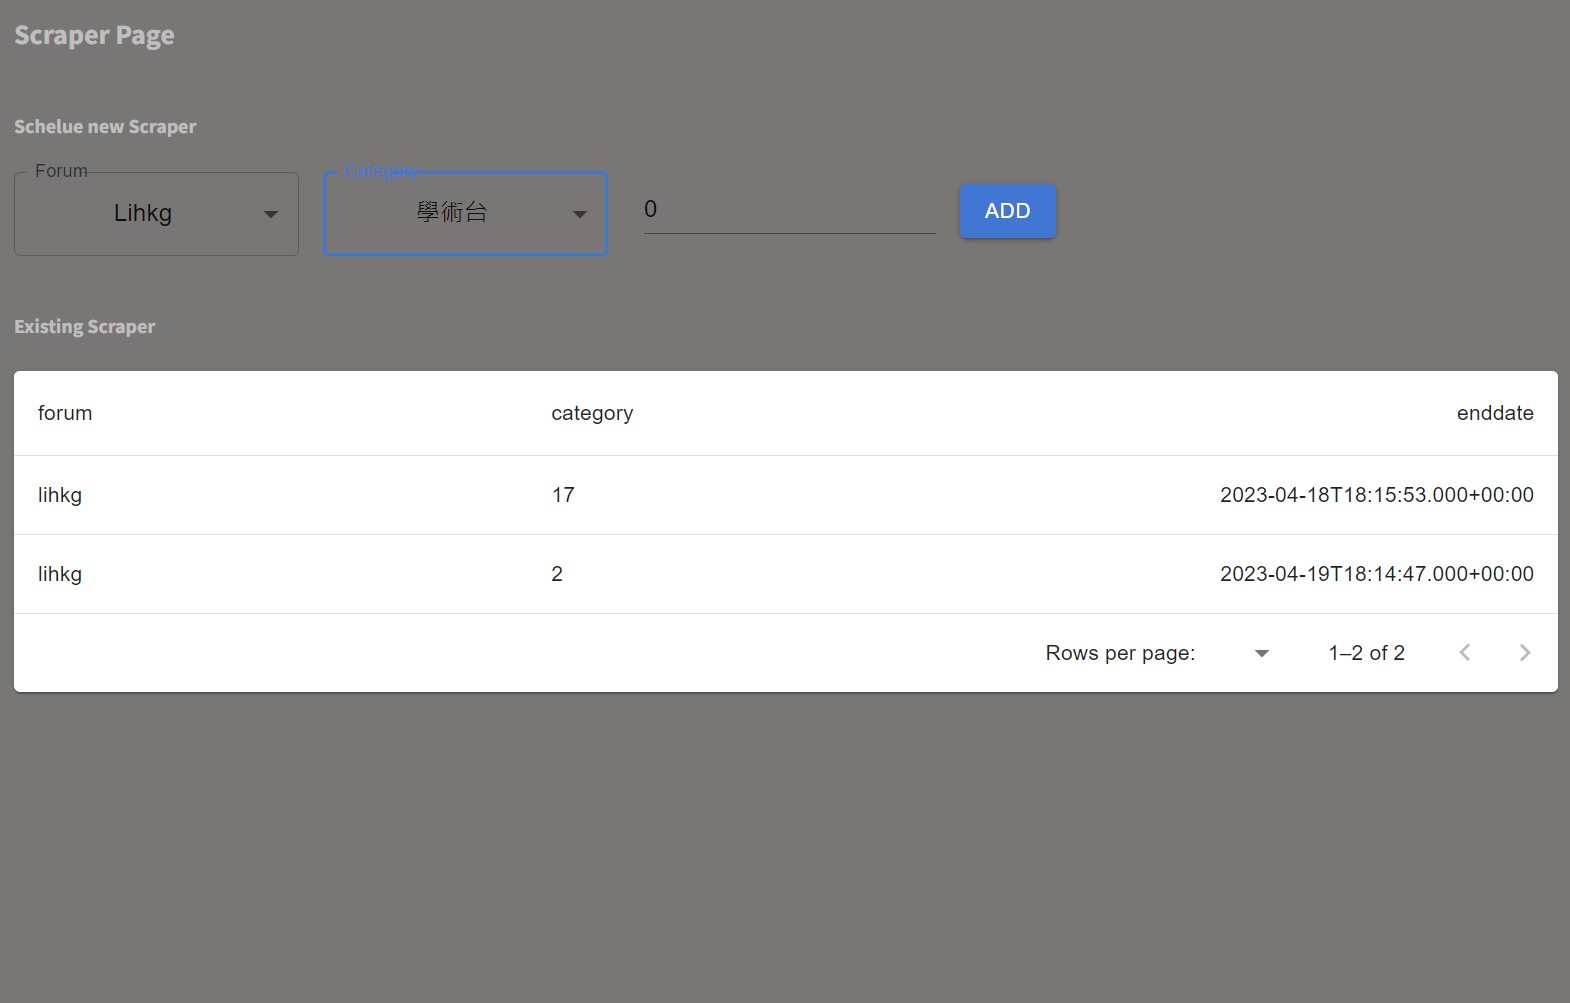 Scraper Page
Schelue new Scraper
Forum
Category
Lihkg
學術台
0
ADD
Existing Scraper
forum category enddate
lihkg 17 2023-04-18T18:15:53.000+00:00
lihkg 2 2023-04-19T18:14:47.000+00:00
Rows per page: 1–2 of 2